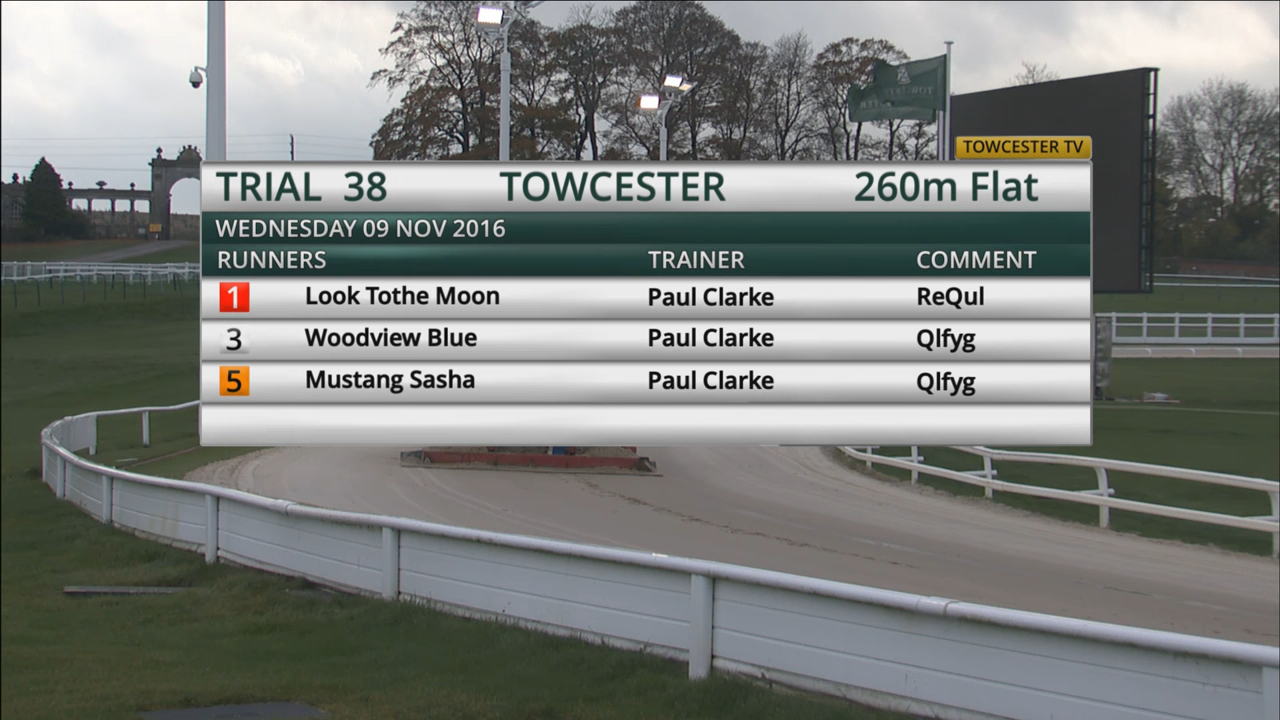 TOWCESTER TV
TRIAL 38 TOWCESTER 260m Flat
WEDNESDAY 09 NOV 2016
RUNNERS TRAINER COMMENT
1 Look Tothe Moon Paul Clarke ReQul
3 Woodview Blue Paul Clarke Qlfyg
5 Mustang Sasha Paul Clarke Qlfyg